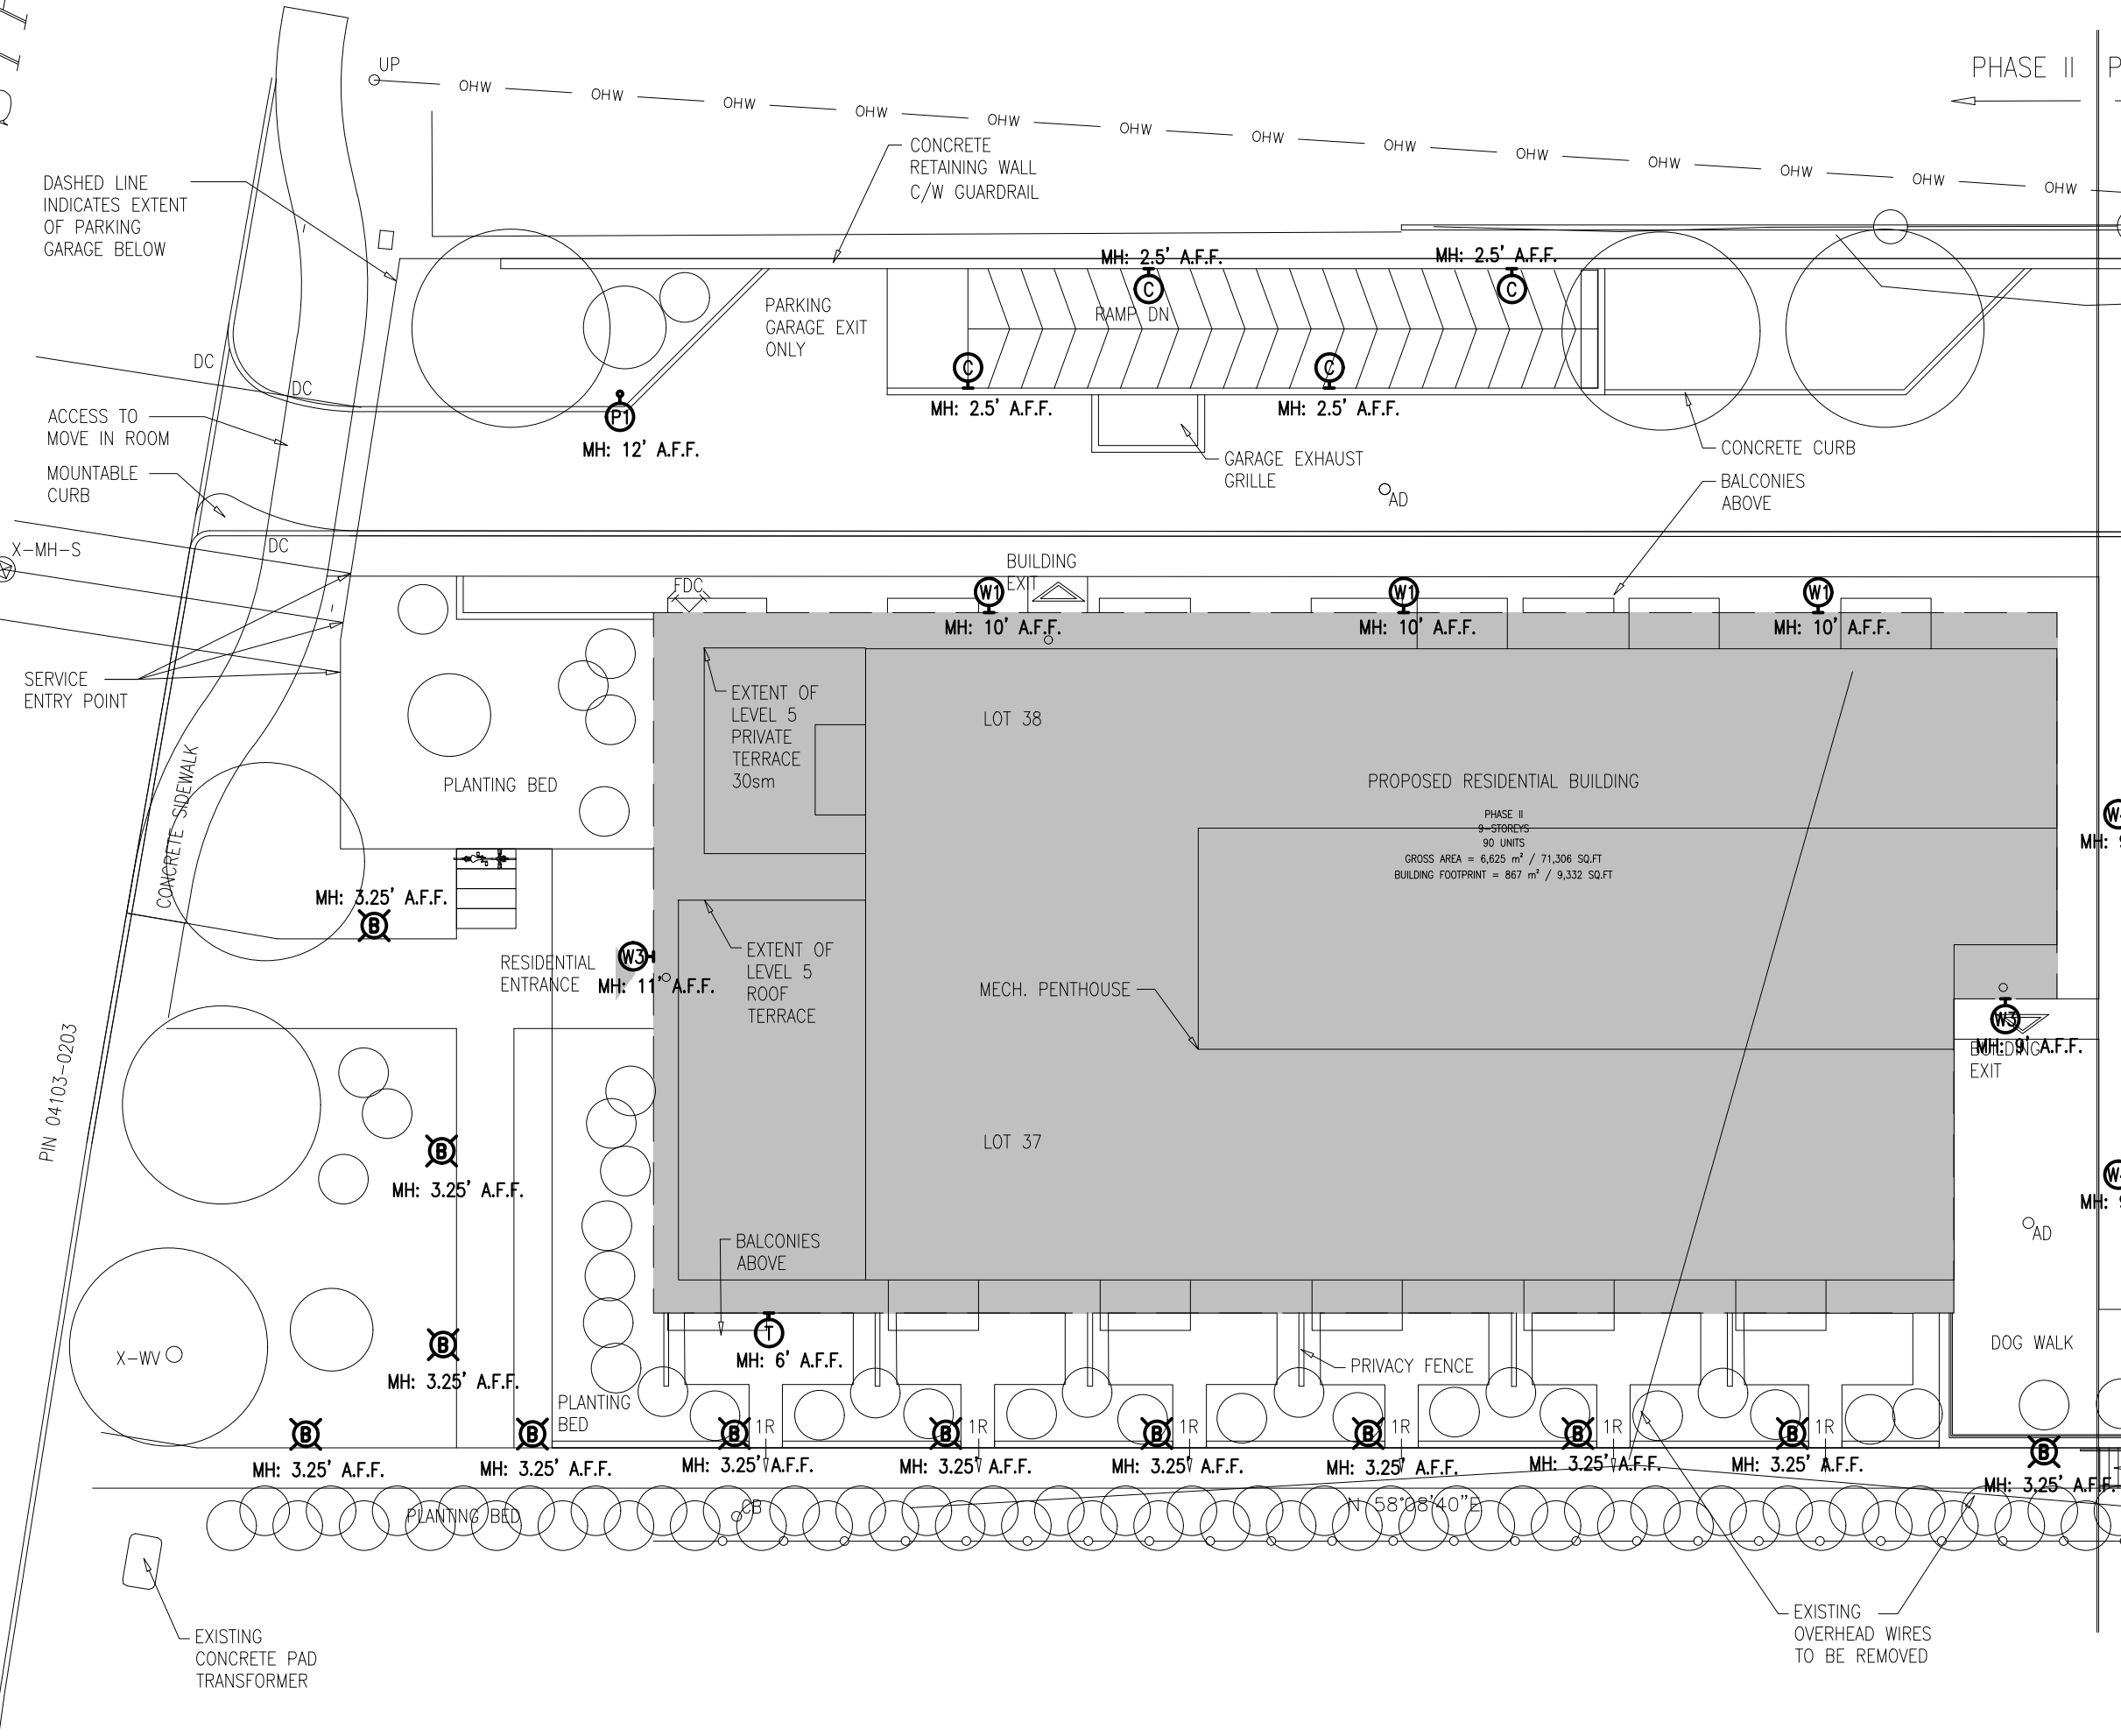 UP
OHW OHW OHW OHW OHW OHW OHW OHW OHW OHW OHW OHW OHW
PHASE II
CONCRETE
RETAINING WALL
C/W GUARDRAIL
DASHED LINE
INDICATES EXTENT
OF PARKING
GARAGE BELOW
MH: 2.5' A.F.F.
MH: 2.5' A.F.F.
C
C
RAMP DN
PARKING
GARAGE EXIT
ONLY
DC
DC
C
C
MH: 2.5' A.F.F.
MH: 2.5' A.F.F.
P1
MH: 12' A.F.F.
ACCESS TO
MOVE IN ROOM
MOUNTABLE
CURB
CONCRETE CURB
GARAGE EXHAUST
GRILLE
BALCONIES
ABOVE
AD
X-MH-S
DC
BUILDING
EXIT
FDC
W1
W1
W1
MH: 10' A.F.F.
MH: 10' A.F.F.
MH: 10' A.F.F.
SERVICE
ENTRY POINT
EXTENT OF
LEVEL 5
PRIVATE
TERRACE
30sm
LOT 38
PLANTING BED
CONCRETE SIDEWALK
PROPOSED RESIDENTIAL BUILDING
PHASE II
9-STOREYS
90 UNITS
GROSS AREA = 6,625 m² / 71,306 SQ.FT
BUILDING FOOTPRINT = 867 m² / 9,332 SQ.FT
MH: 3.25' A.F.F.
B
RESIDENTIAL
ENTRANCE
W3
MH: 11' A.F.F.
EXTENT OF
LEVEL 5
ROOF
TERRACE
MECH. PENTHOUSE
W3
MH: 9' A.F.F.
BUILDING
EXIT
PIN 04103-0203
LOT 37
B
MH: 3.25' A.F.F.
MH:
MH:
AD
BALCONIES
ABOVE
B
MH: 3.25' A.F.F.
X-WV
T
MH: 6' A.F.F.
PRIVACY FENCE
DOG WALK
PLANTING
BED
B
B
B
B
B
B
B
B
B
1R
1R
1R
1R
1R
1R
MH: 3.25' A.F.F.
MH: 3.25' A.F.F.
MH: 3.25' A.F.F.
MH: 3.25' A.F.F.
MH: 3.25' A.F.F.
MH: 3.25' A.F.F.
MH: 3.25' A.F.F.
MH: 3.25' A.F.F.
MH: 3.25' A.F.F.
PLANTING BED
CB
N 58°08'40"E
EXISTING
CONCRETE PAD
TRANSFORMER
EXISTING
OVERHEAD WIRES
TO BE REMOVED